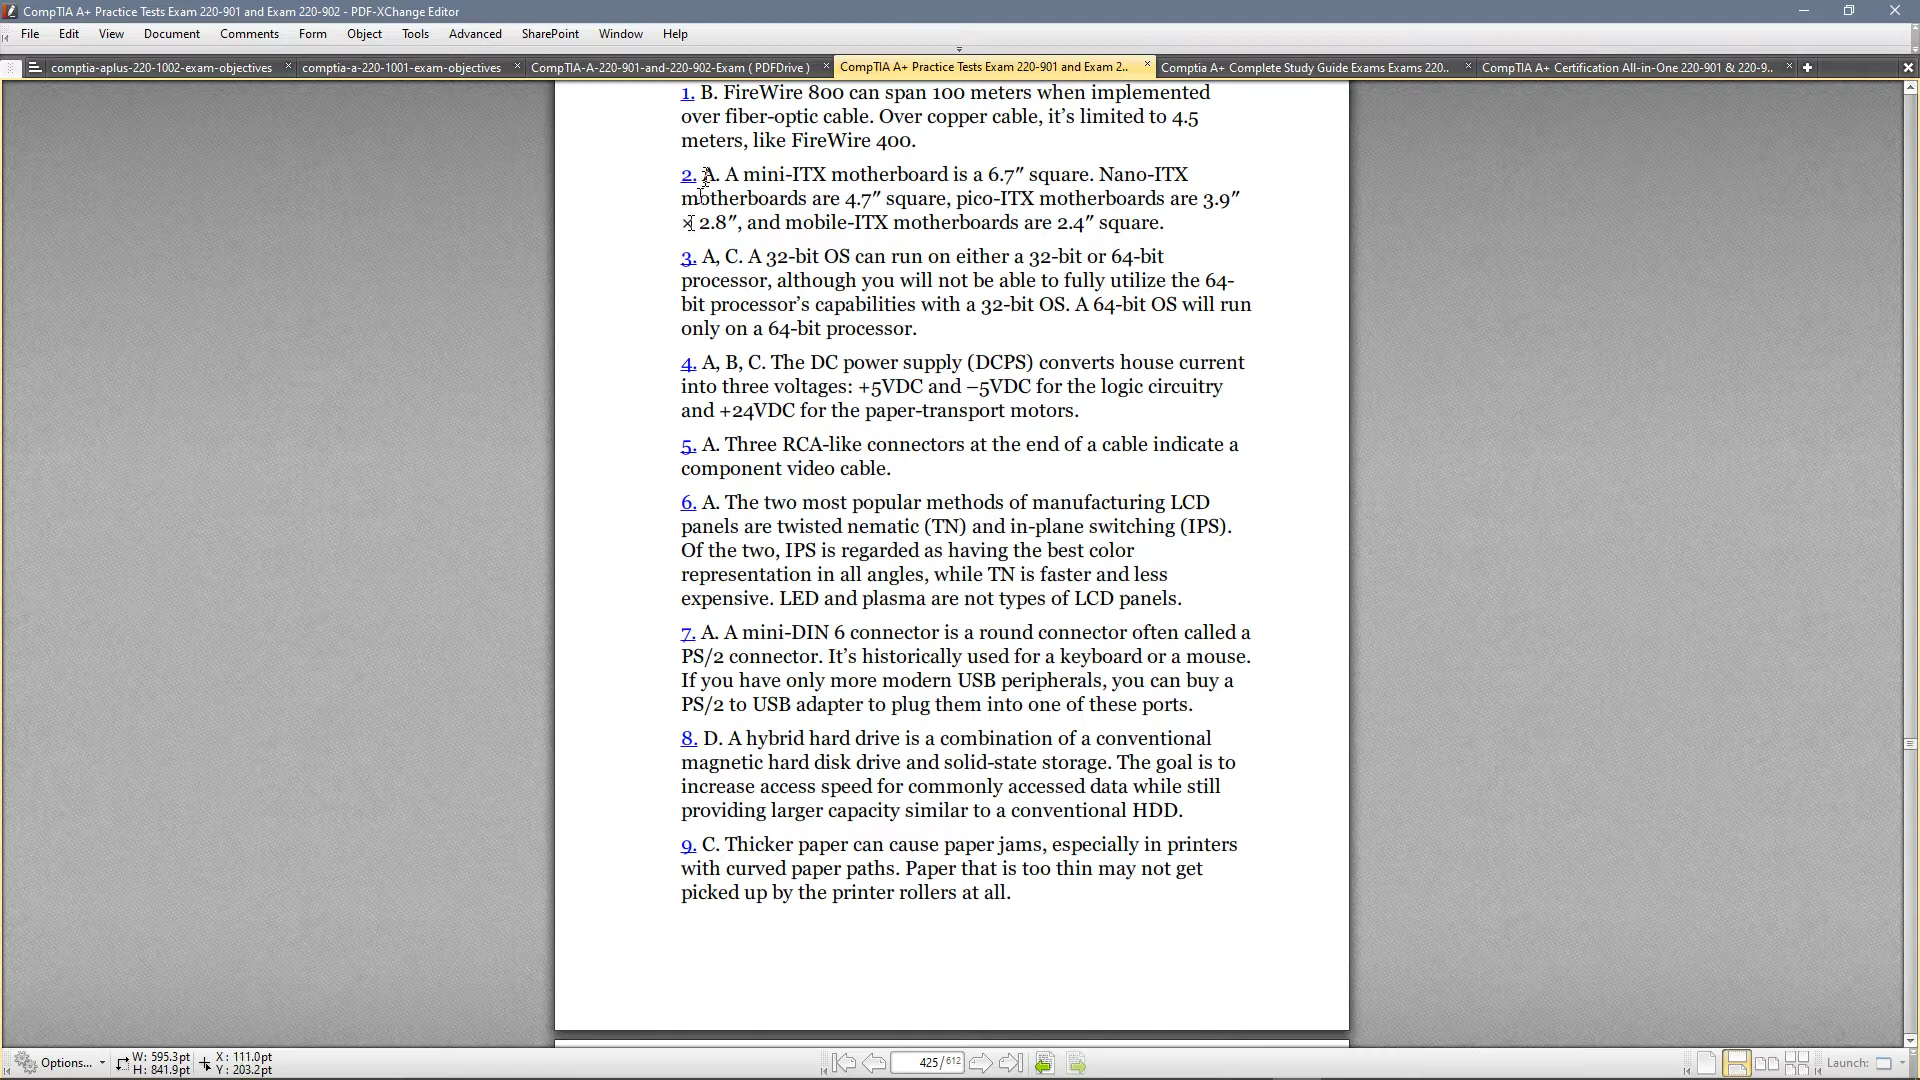 CompTIA A+ Practice Tests Exam 220-901 and Exam 220-902 - PDF-XChange Editor
File Edit View Document Comments Form Object Tools Advanced SharePoint Window Help
comptia-aplus-220-1002-exam-objectives comptia-a-220-1001-exam-objectives CompTIA-A-220-901-and-220-902-Exam ( PDFDrive ) CompTIA A+ Practice Tests Exam 220-901 and Exam 2.. Comptia A+ Complete Study Guide Exams Exams 220.. CompTIA A+ Certification All-in-One 220-901 & 220-9..
1. B. FireWire 800 can span 100 meters when implemented
over fiber-optic cable. Over copper cable, it’s limited to 4.5
meters, like FireWire 400.
2. A. A mini-ITX motherboard is a 6.7″ square. Nano-ITX
motherboards are 4.7″ square, pico-ITX motherboards are 3.9″
× 2.8″, and mobile-ITX motherboards are 2.4″ square.
3. A, C. A 32-bit OS can run on either a 32-bit or 64-bit
processor, although you will not be able to fully utilize the 64-
bit processor’s capabilities with a 32-bit OS. A 64-bit OS will run
only on a 64-bit processor.
4. A, B, C. The DC power supply (DCPS) converts house current
into three voltages: +5VDC and –5VDC for the logic circuitry
and +24VDC for the paper-transport motors.
5. A. Three RCA-like connectors at the end of a cable indicate a
component video cable.
6. A. The two most popular methods of manufacturing LCD
panels are twisted nematic (TN) and in-plane switching (IPS).
Of the two, IPS is regarded as having the best color
representation in all angles, while TN is faster and less
expensive. LED and plasma are not types of LCD panels.
7. A. A mini-DIN 6 connector is a round connector often called a
PS/2 connector. It’s historically used for a keyboard or a mouse.
If you have only more modern USB peripherals, you can buy a
PS/2 to USB adapter to plug them into one of these ports.
8. D. A hybrid hard drive is a combination of a conventional
magnetic hard disk drive and solid-state storage. The goal is to
increase access speed for commonly accessed data while still
providing larger capacity similar to a conventional HDD.
9. C. Thicker paper can cause paper jams, especially in printers
with curved paper paths. Paper that is too thin may not get
picked up by the printer rollers at all.
Options... W: 595.3pt X : 111.0pt 425 / 612 Launch:
H: 841.9pt Y : 203.2pt